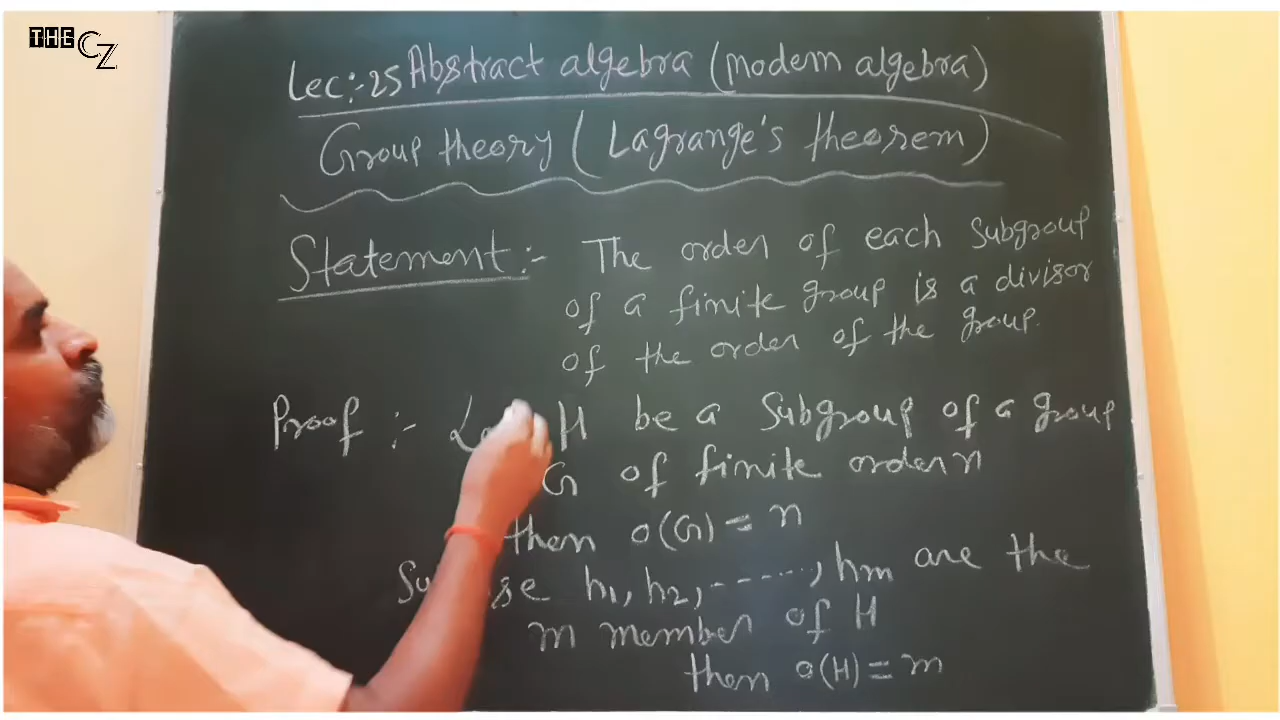 THE CZ
Lec:-25 Abstract algebra (modern algebra)
Group theory (Lagrange's theorem)
Statement:- The order of each Subgroup
of a finite group is a divisor
of the order of the group.
Proof :- H be a Subgroup of a group
G of finite order n
then o(G) = n
h1, h2, ------, hm are the
m member of H
then o(H) = m